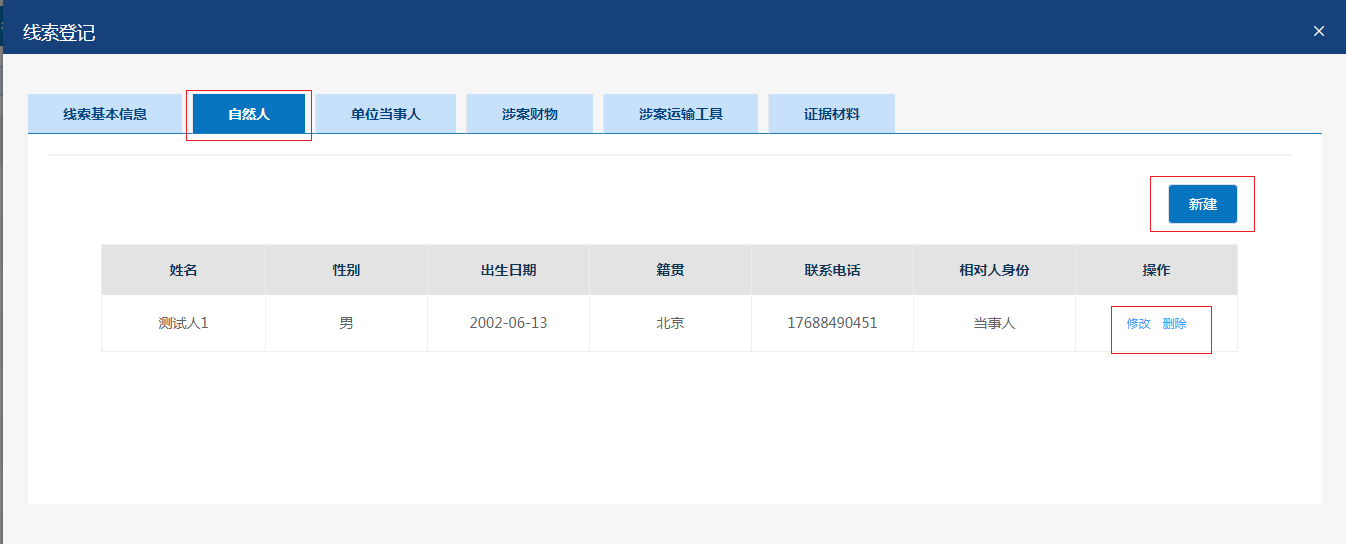 线索登记
线索基本信息 自然人 单位当事人 涉案财物 涉案运输工具 证据材料
新建
姓名 性别 出生日期 籍贯 联系电话 相对人身份 操作
测试人1 男 2002-06-13 北京 17688490451 当事人 修改 删除